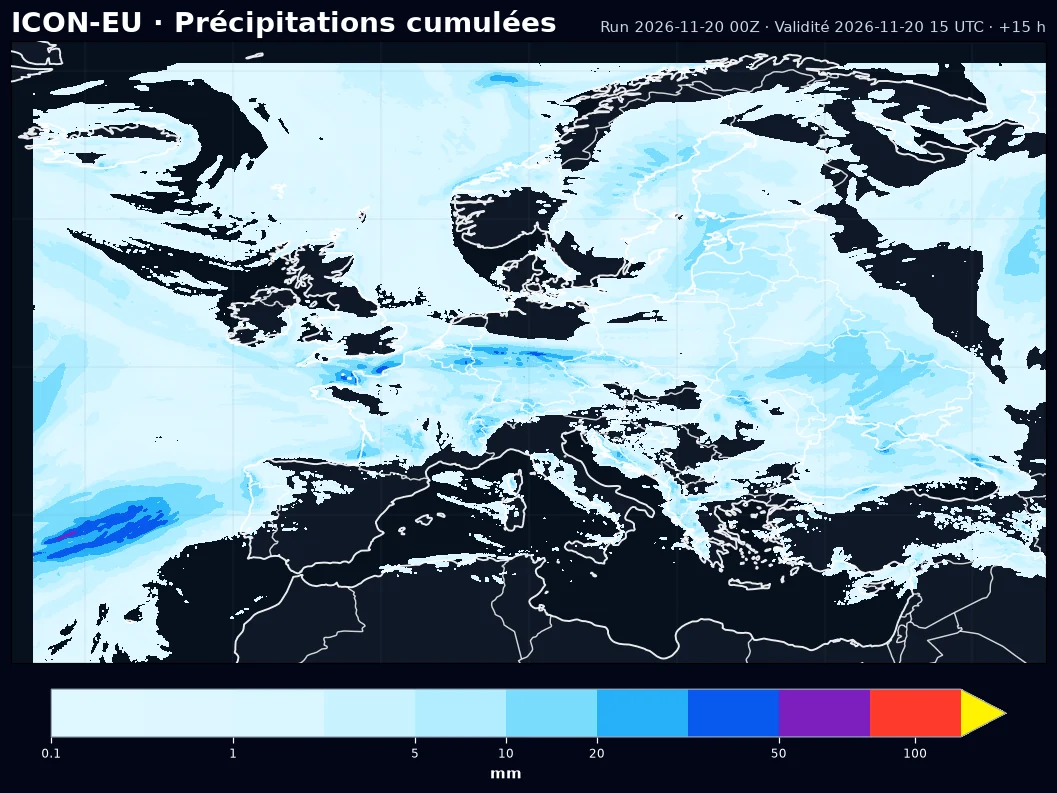 ICON-EU · Précipitations cumulées
Run 2026-11-20 00Z · Validité 2026-11-20 15 UTC · +15 h
0.1 1 5 10 20 50 100
mm